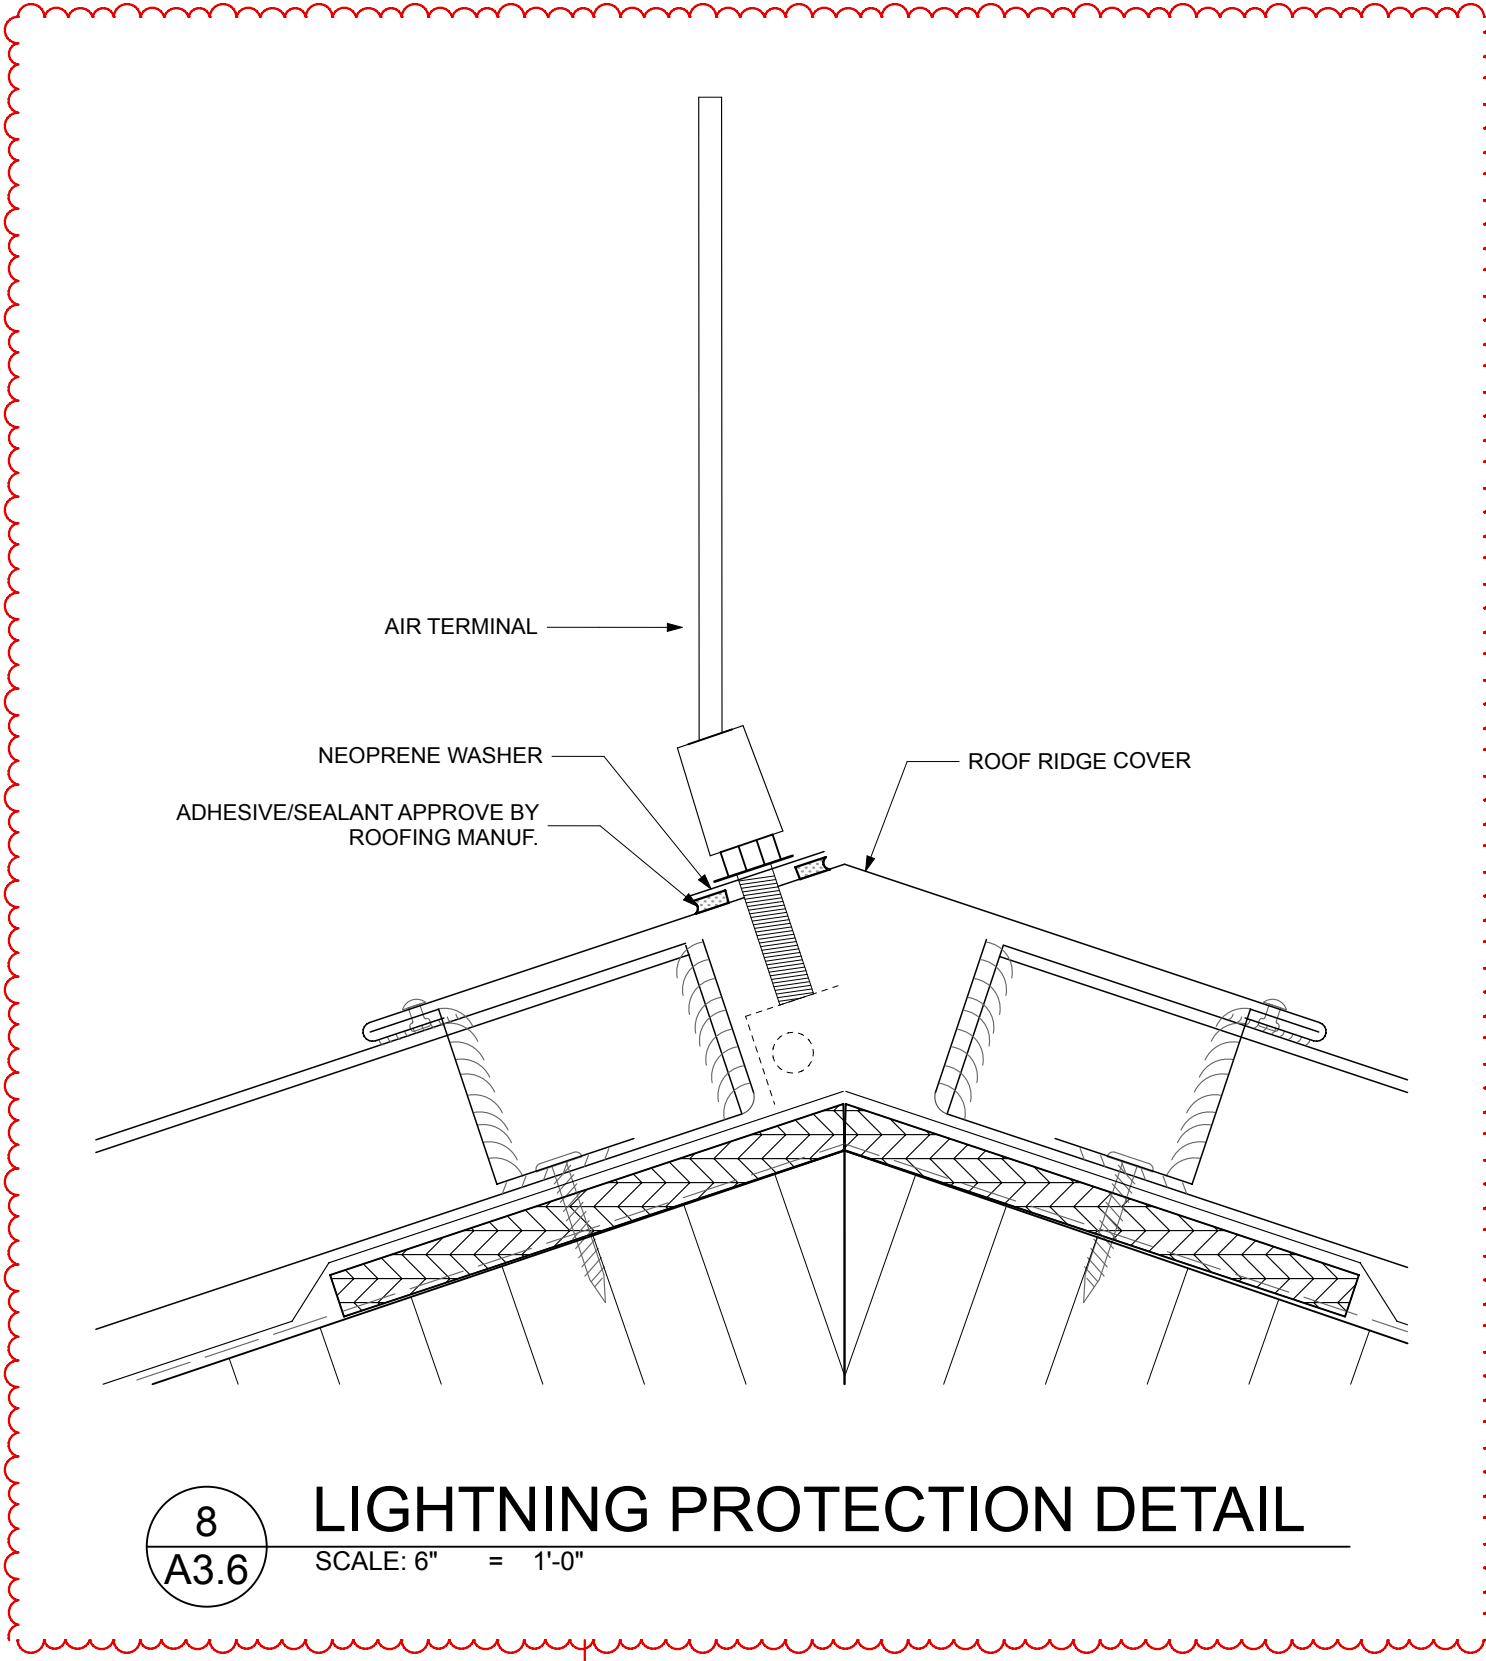 AIR TERMINAL
NEOPRENE WASHER
ROOF RIDGE COVER
ADHESIVE/SEALANT APPROVE BY
ROOFING MANUF.
8
A3.6
LIGHTNING PROTECTION DETAIL
SCALE: 6" = 1'-0"